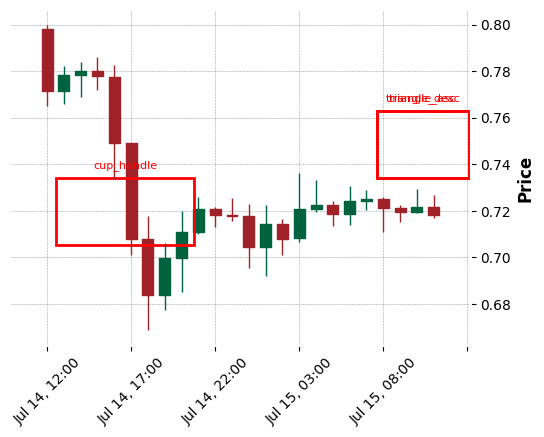 0.80
0.78
0.76
0.74
0.72
0.70
0.68
Price
cup_handle
Jul 14, 12:00
Jul 14, 17:00
Jul 14, 22:00
Jul 15, 03:00
Jul 15, 08:00